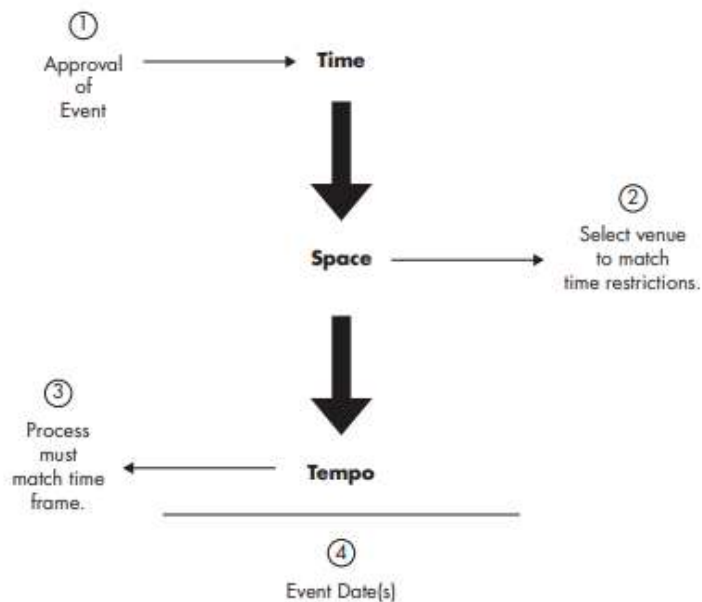 1
Approval
of
Event
Time
Space
2
Select venue
to match
time restrictions.
3
Process
must
match time
frame.
Tempo
4
Event Date(s)